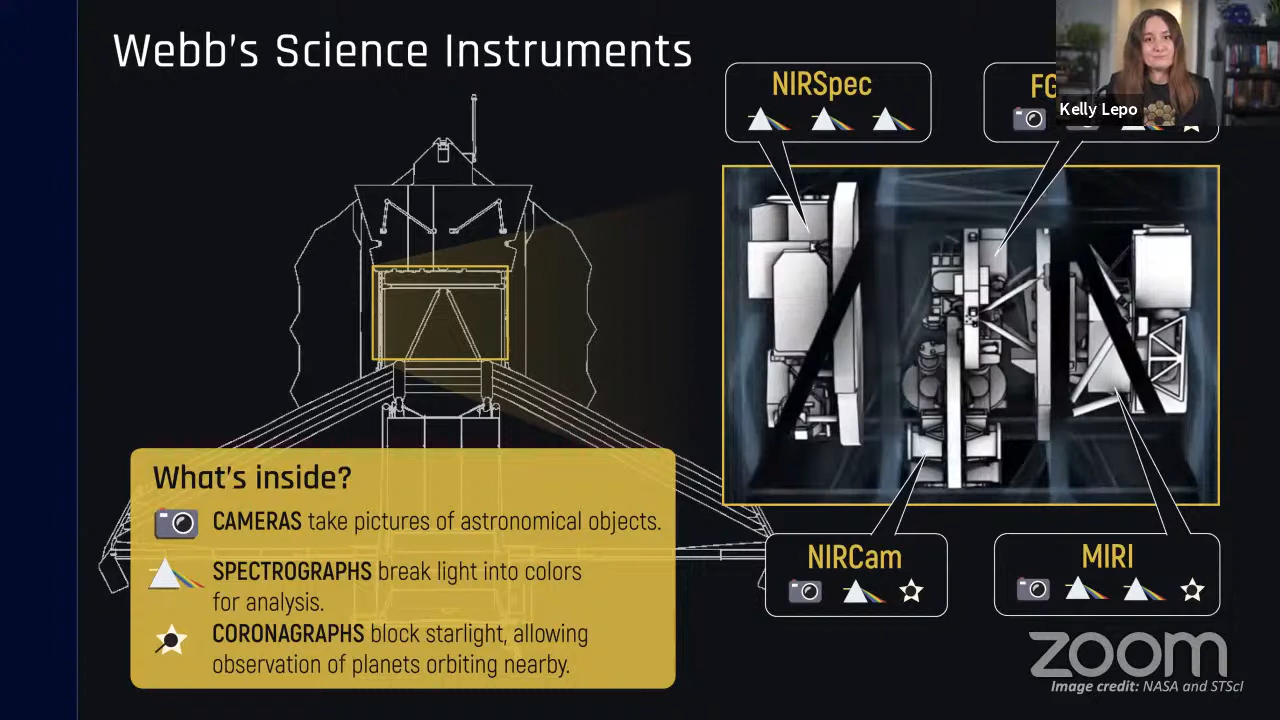 Webb's Science Instruments
NIRSpec
Kelly Lepo
What's inside?
CAMERAS take pictures of astronomical objects.
SPECTROGRAPHS break light into colors
for analysis.
CORONAGRAPHS block starlight, allowing
observation of planets orbiting nearby.
NIRCam
MIRI
zoom
Image credit: NASA and STScI